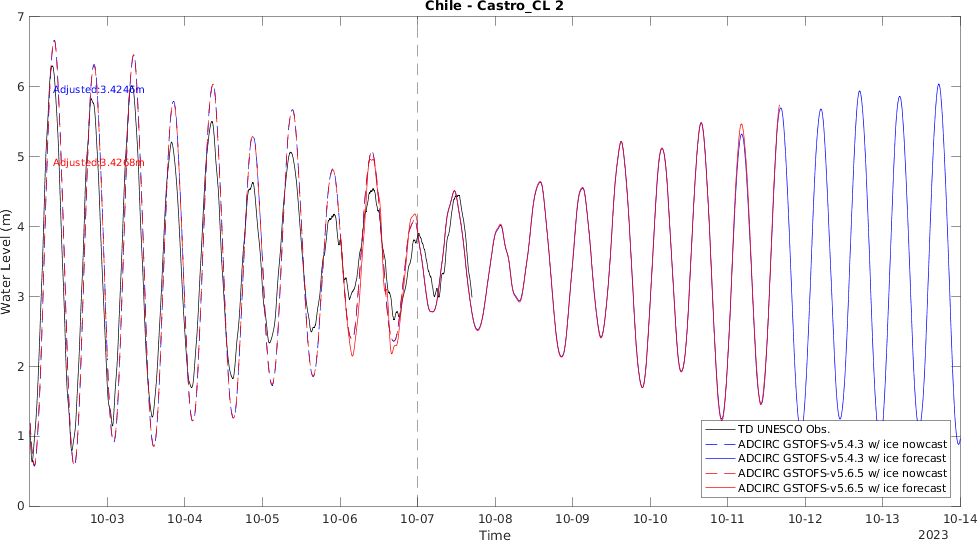 Chile - Castro_CL 2
7
6
5
4
3
2
1
0
Water Level (m)
Adjusted:3.4246m
Adjusted:3.4268m
TD UNESCO Obs.
ADCIRC GSTOFS-v5.4.3 w/ ice nowcast
ADCIRC GSTOFS-v5.4.3 w/ ice forecast
ADCIRC GSTOFS-v5.6.5 w/ ice nowcast
ADCIRC GSTOFS-v5.6.5 w/ ice forecast
10-03 10-04 10-05 10-06 10-07 10-08 10-09 10-10 10-11 10-12 10-13 10-14
Time
2023